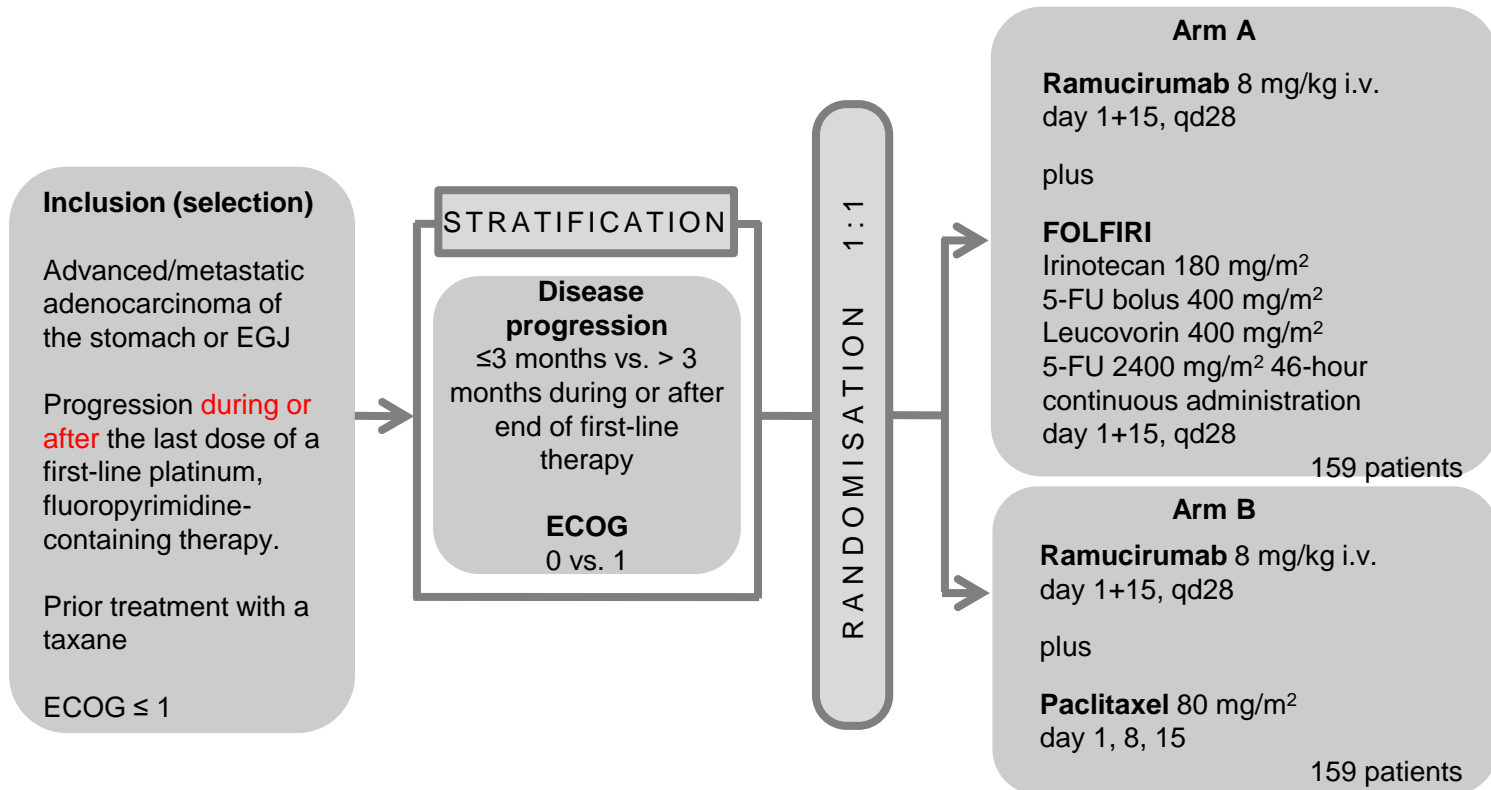 Inclusion (selection)
Advanced/metastatic
adenocarcinoma of
the stomach or EGJ
Progression during or
after the last dose of a
first-line platinum,
fluoropyrimidine-
containing therapy.
Prior treatment with a
taxane
ECOG ≤ 1
STRATIFICATION
Disease
progression
≤3 months vs. > 3
months during or after
end of first-line
therapy
ECOG
0 vs. 1
RANDOMISATION 1:1
Arm A
Ramucirumab 8 mg/kg i.v.
day 1+15, qd28
plus
FOLFIRI
Irinotecan 180 mg/m²
5-FU bolus 400 mg/m²
Leucovorin 400 mg/m²
5-FU 2400 mg/m² 46-hour
continuous administration
day 1+15, qd28
159 patients
Arm B
Ramucirumab 8 mg/kg i.v.
day 1+15, qd28
plus
Paclitaxel 80 mg/m²
day 1, 8, 15
159 patients